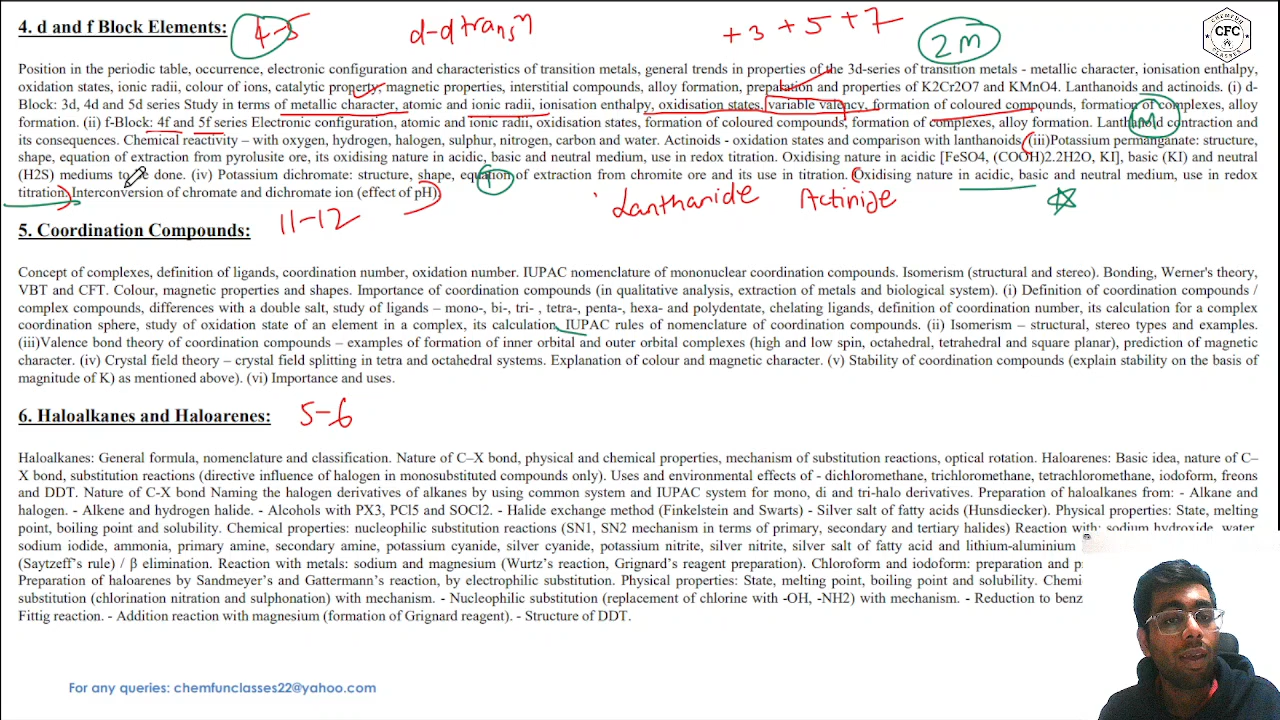 4. d and f Block Elements:
4-5
d-d transⁿ
+3 +5 +7
2m
CHEMFUN
CFC
CLASSES
Position in the periodic table, occurrence, electronic configuration and characteristics of transition metals, general trends in properties of the 3d-series of transition metals - metallic character, ionisation enthalpy,
oxidation states, ionic radii, colour of ions, catalytic property, magnetic properties, interstitial compounds, alloy formation, preparation and properties of K2Cr2O7 and KMnO4. Lanthanoids and actinoids. (i) d-
Block: 3d, 4d and 5d series Study in terms of metallic character, atomic and ionic radii, ionisation enthalpy, oxidisation states, variable valency, formation of coloured compounds, formation of complexes, alloy
formation. (ii) f-Block: 4f and 5f series Electronic configuration, atomic and ionic radii, oxidisation states, formation of coloured compounds, formation of complexes, alloy formation. Lanthanoid contraction and
its consequences. Chemical reactivity – with oxygen, hydrogen, halogen, sulphur, nitrogen, carbon and water. Actinoids - oxidation states and comparison with lanthanoids. (iii)Potassium permanganate: structure,
shape, equation of extraction from pyrolusite ore, its oxidising nature in acidic, basic and neutral medium, use in redox titration. Oxidising nature in acidic [FeSO4, (COOH)2.2H2O, KI], basic (KI) and neutral
(H2S) mediums to be done. (iv) Potassium dichromate: structure, shape, equation of extraction from chromite ore and its use in titration. Oxidising nature in acidic, basic and neutral medium, use in redox
titration. Interconversion of chromate and dichromate ion (effect of pH).
Lanthanide Actinide
5. Coordination Compounds:
11-12
Concept of complexes, definition of ligands, coordination number, oxidation number. IUPAC nomenclature of mononuclear coordination compounds. Isomerism (structural and stereo). Bonding, Werner's theory,
VBT and CFT. Colour, magnetic properties and shapes. Importance of coordination compounds (in qualitative analysis, extraction of metals and biological system). (i) Definition of coordination compounds /
complex compounds, differences with a double salt, study of ligands – mono-, bi-, tri- , tetra-, penta-, hexa- and polydentate, chelating ligands, definition of coordination number, its calculation for a complex
coordination sphere, study of oxidation state of an element in a complex, its calculation, IUPAC rules of nomenclature of coordination compounds. (ii) Isomerism – structural, stereo types and examples.
(iii)Valence bond theory of coordination compounds – examples of formation of inner orbital and outer orbital complexes (high and low spin, octahedral, tetrahedral and square planar), prediction of magnetic
character. (iv) Crystal field theory – crystal field splitting in tetra and octahedral systems. Explanation of colour and magnetic character. (v) Stability of coordination compounds (explain stability on the basis of
magnitude of K) as mentioned above). (vi) Importance and uses.
6. Haloalkanes and Haloarenes:
5-6
Haloalkanes: General formula, nomenclature and classification. Nature of C–X bond, physical and chemical properties, mechanism of substitution reactions, optical rotation. Haloarenes: Basic idea, nature of C–
X bond, substitution reactions (directive influence of halogen in monosubstituted compounds only). Uses and environmental effects of - dichloromethane, trichloromethane, tetrachloromethane, iodoform, freons
and DDT. Nature of C-X bond Naming the halogen derivatives of alkanes by using common system and IUPAC system for mono, di and tri-halo derivatives. Preparation of haloalkanes from: - Alkane and
halogen. - Alkene and hydrogen halide. - Alcohols with PX3, PCl5 and SOCl2. - Halide exchange method (Finkelstein and Swarts) - Silver salt of fatty acids (Hunsdiecker). Physical properties: State, melting
point, boiling point and solubility. Chemical properties: nucleophilic substitution reactions (SN1, SN2 mechanism in terms of primary, secondary and tertiary halides) Reaction with: sodium hydroxide, water,
sodium iodide, ammonia, primary amine, secondary amine, potassium cyanide, silver cyanide, potassium nitrite, silver nitrite, silver salt of fatty acid and lithium-aluminium
(Saytzeff's rule) / β elimination. Reaction with metals: sodium and magnesium (Wurtz's reaction, Grignard's reagent preparation). Chloroform and iodoform: preparation and p
Preparation of haloarenes by Sandmeyer's and Gattermann's reaction, by electrophilic substitution. Physical properties: State, melting point, boiling point and solubility. Chemi
substitution (chlorination nitration and sulphonation) with mechanism. - Nucleophilic substitution (replacement of chlorine with -OH, -NH2) with mechanism. - Reduction to benz
Fittig reaction. - Addition reaction with magnesium (formation of Grignard reagent). - Structure of DDT.
For any queries: chemfunclasses22@yahoo.com